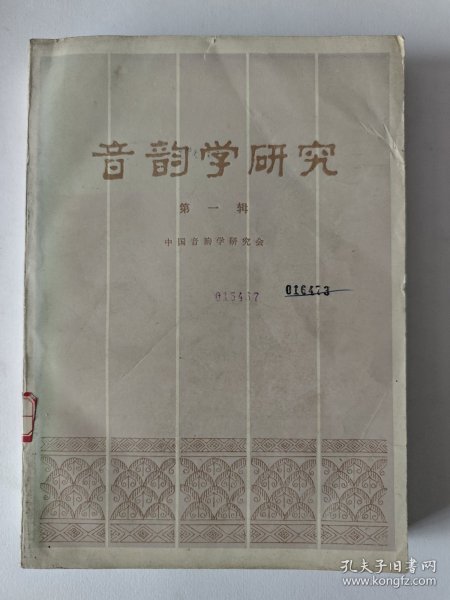 音韵学研究
第一辑
中国音韵学研究会
015437 016473
孔夫子旧书网
www.kongfz.com